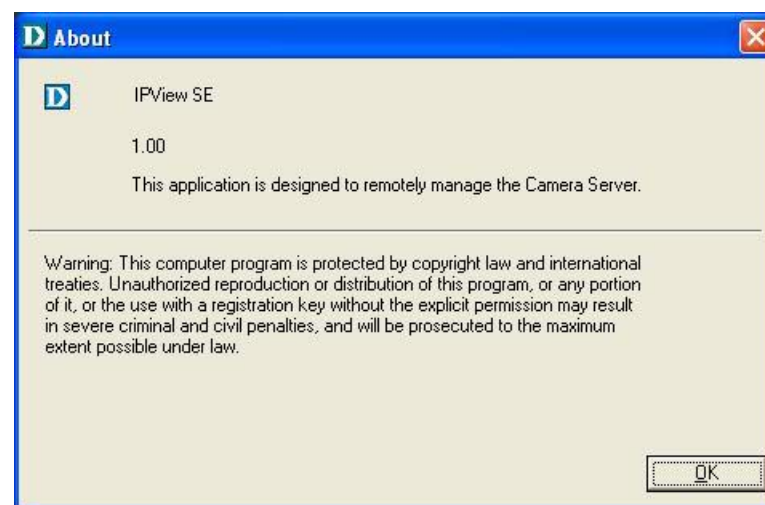 D About
D IPView SE
1.00
This application is designed to remotely manage the Camera Server.
Warning: This computer program is protected by copyright law and international
treaties. Unauthorized reproduction or distribution of this program, or any portion
of it, or the use with a registration key without the explicit permission may result
in severe criminal and civil penalties, and will be prosecuted to the maximum
extent possible under law.
OK